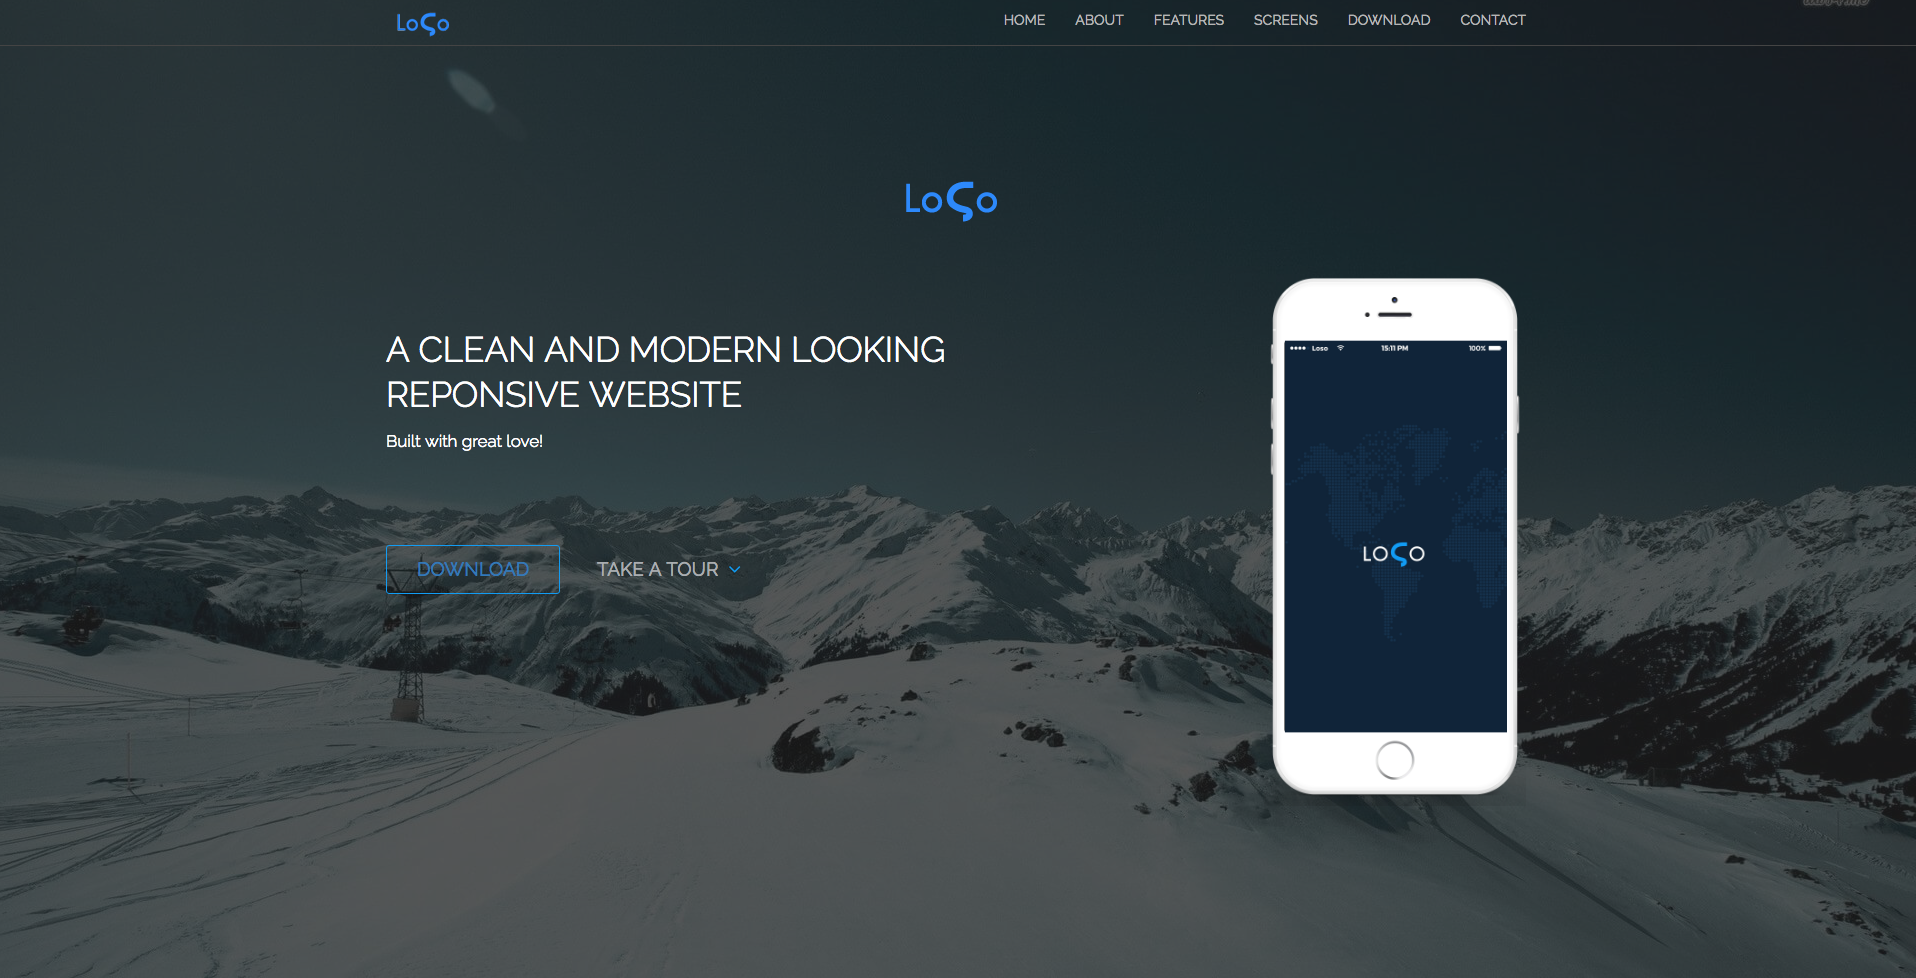 LoSo
HOME ABOUT FEATURES SCREENS DOWNLOAD CONTACT
LoSo
A CLEAN AND MODERN LOOKING
REPONSIVE WEBSITE
Built with great love!
DOWNLOAD TAKE A TOUR
Loso 15:11 PM 100%
LOSO